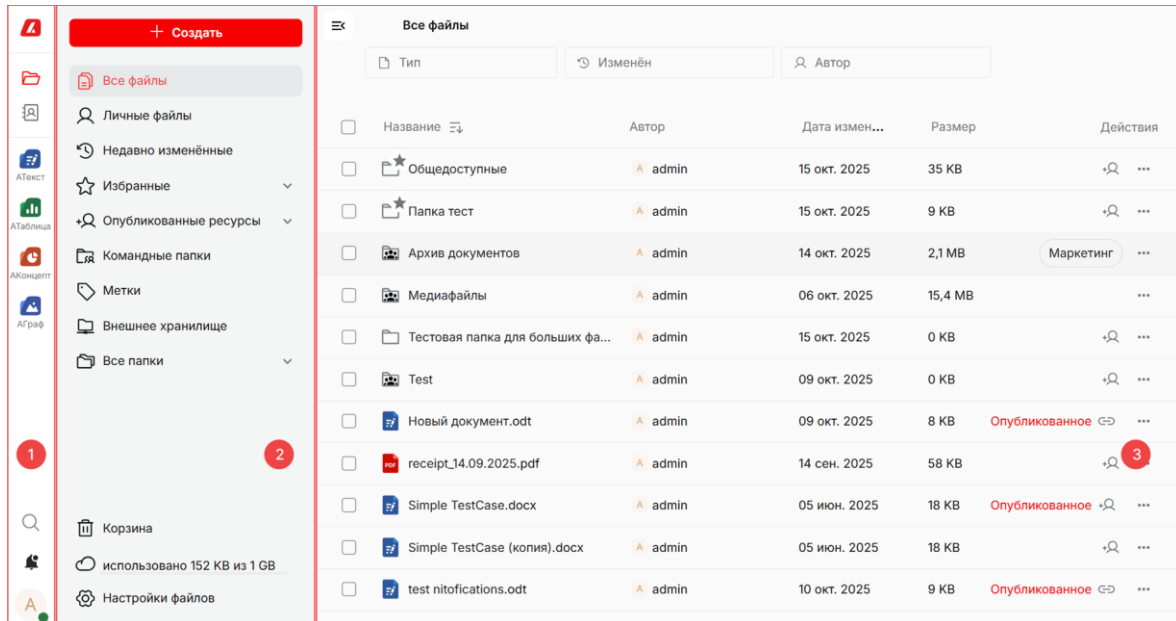 Создать
Все файлы
Тип
Изменён
Автор
АТекст
АТаблица
АКонцепт
АГраф
1
А
Все файлы
Личные файлы
Недавно изменённые
Избранные
Опубликованные ресурсы
Командные папки
Метки
Внешнее хранилище
Все папки
2
Корзина
использовано 152 KB из 1 GB
Настройки файлов
Название Автор Дата измен... Размер Действия
Общедоступные A admin 15 окт. 2025 35 KB
Папка тест A admin 15 окт. 2025 9 KB
Архив документов A admin 14 окт. 2025 2,1 MB Маркетинг
Медиафайлы A admin 06 окт. 2025 15,4 MB
Тестовая папка для больших фа... A admin 15 окт. 2025 0 KB
Test A admin 09 окт. 2025 0 KB
Новый документ.odt A admin 09 окт. 2025 8 KB Опубликованное
PDF receipt_14.09.2025.pdf A admin 14 сен. 2025 58 KB 3
Simple TestCase.docx A admin 05 июн. 2025 18 KB Опубликованное
Simple TestCase (копия).docx A admin 05 июн. 2025 18 KB
test nitofications.odt A admin 10 окт. 2025 9 KB Опубликованное